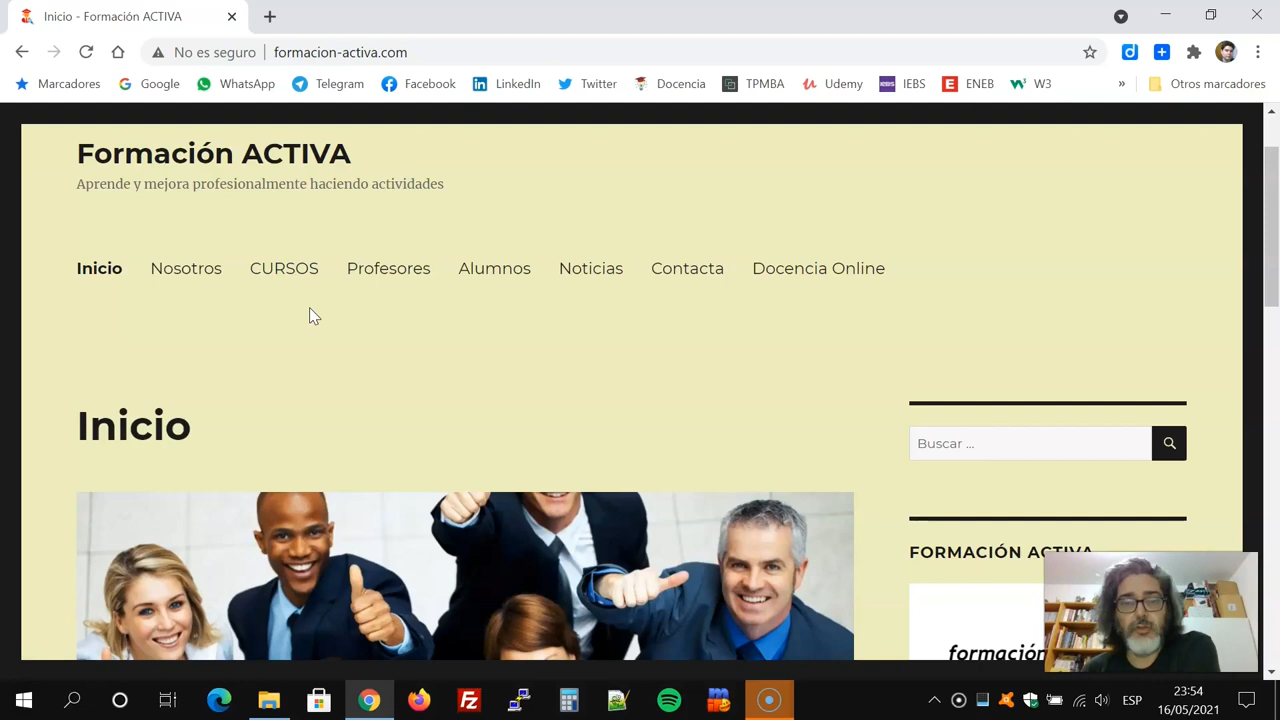 Inicio - Formación ACTIVA
No es seguro formacion-activa.com
Marcadores Google WhatsApp Telegram Facebook LinkedIn Twitter Docencia TPMBA Udemy IEBS ENEB W3 » Otros marcadores
Formación ACTIVA
Aprende y mejora profesionalmente haciendo actividades
Inicio Nosotros CURSOS Profesores Alumnos Noticias Contacta Docencia Online
Inicio
Buscar …
FORMACIÓN ACTIVA
formación
ESP
23:54
16/05/2021